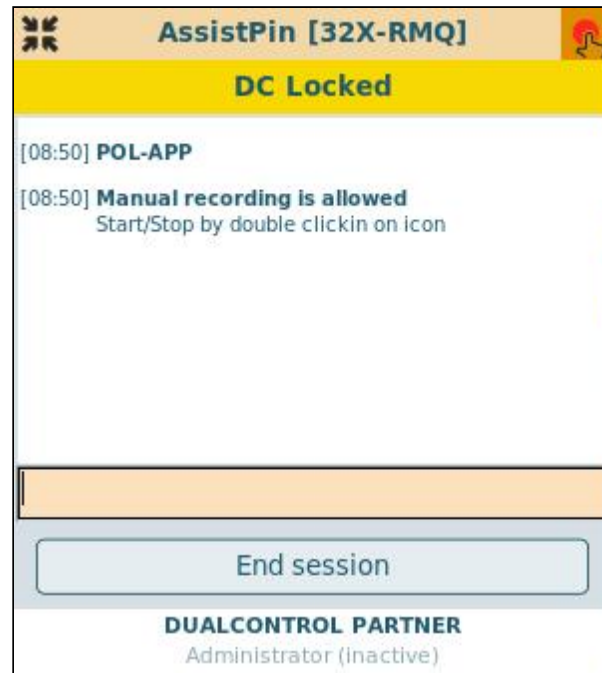 AssistPin [32X-RMQ]
DC Locked
[08:50] POL-APP
[08:50] Manual recording is allowed
Start/Stop by double clickin on icon
End session
DUALCONTROL PARTNER
Administrator (inactive)